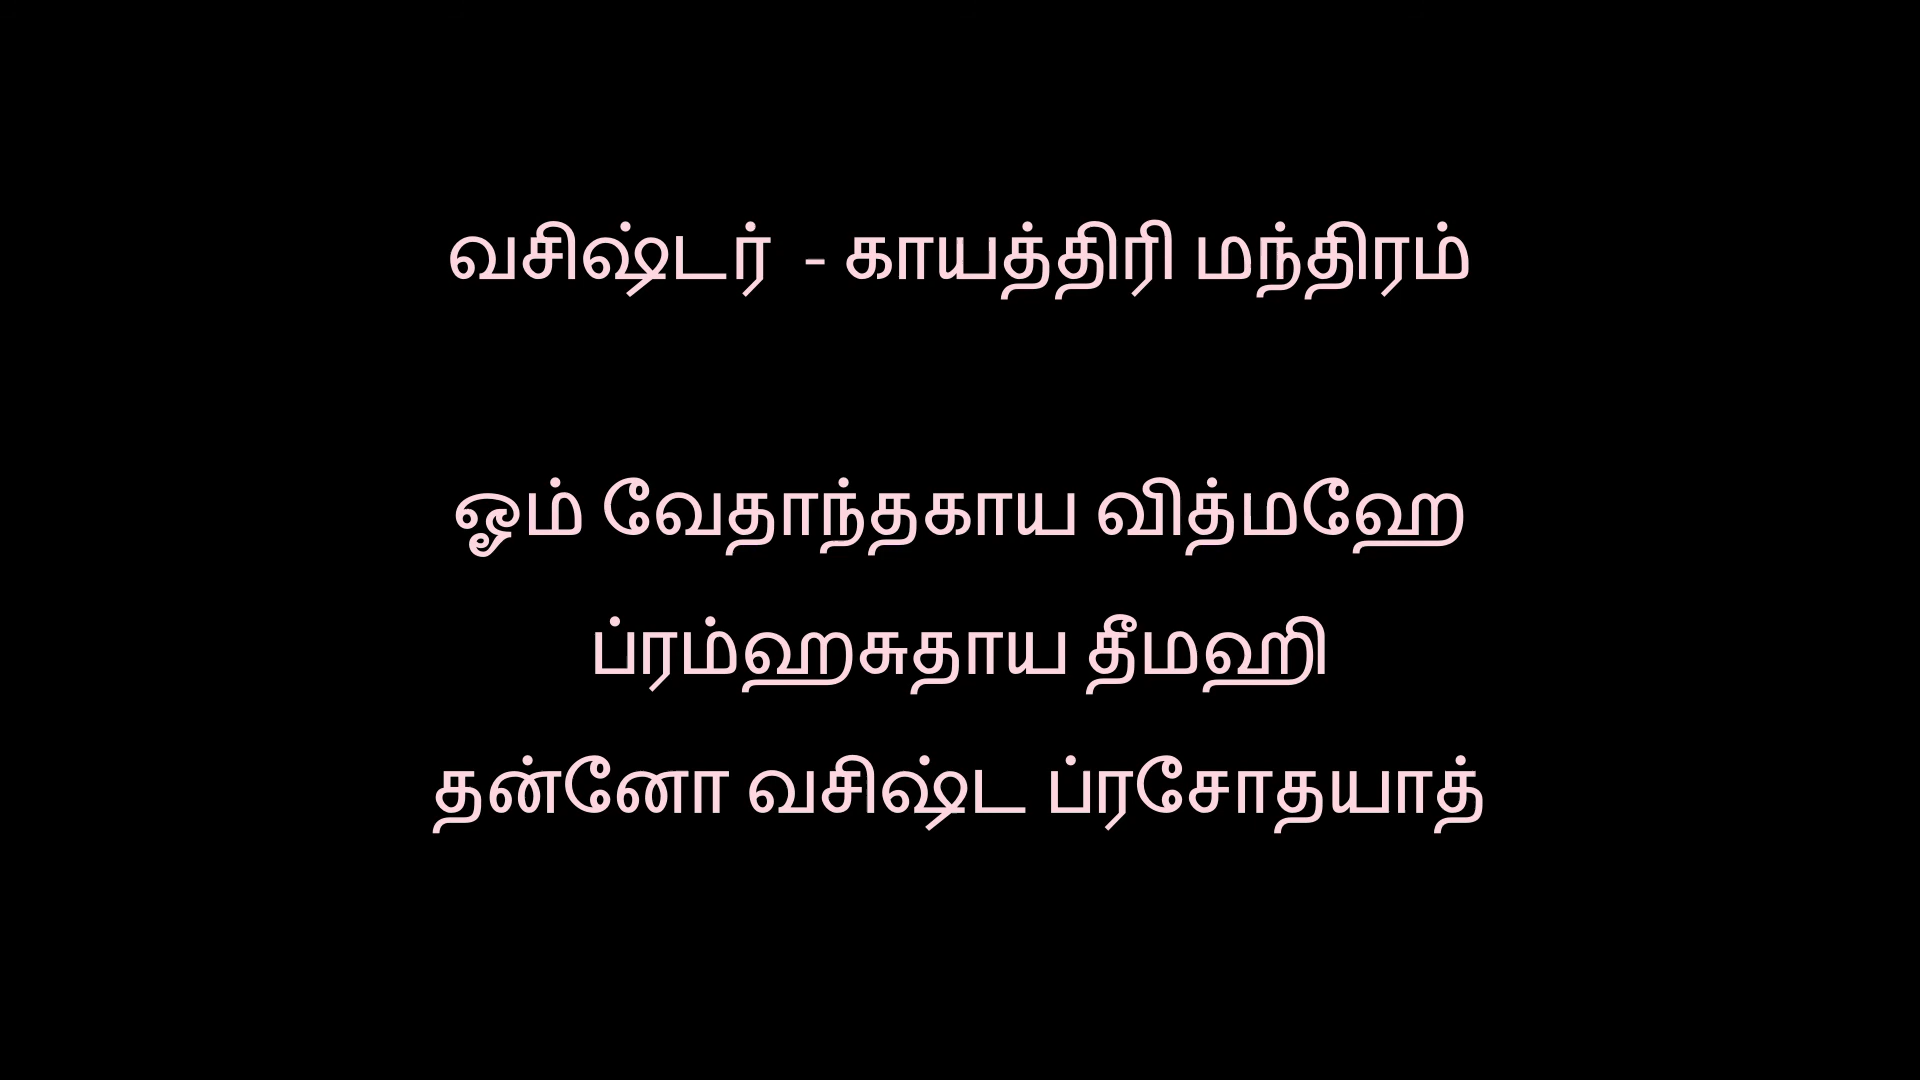 வசிஷ்டர்  - காயத்திரி மந்திரம்
ஓம் வேதாந்தகாய வித்மஹே
ப்ரம்ஹசுதாய தீமஹி
தன்னோ வசிஷ்ட ப்ரசோதயாத்